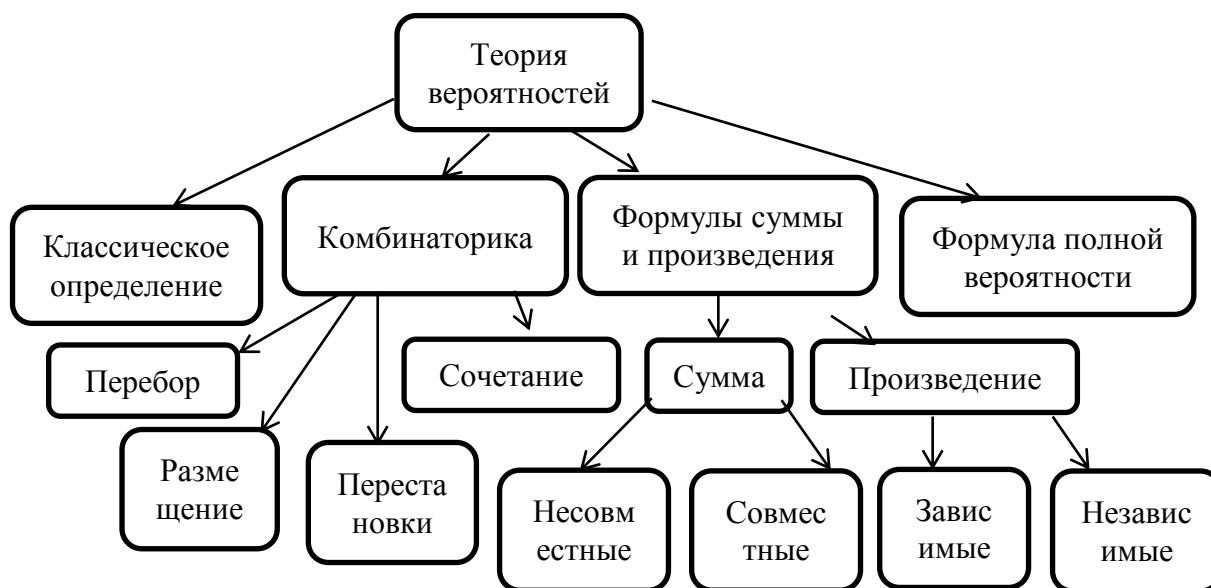 Теория
вероятностей
Классическое
определение
Комбинаторика
Формулы суммы
и произведения
Формула полной
вероятности
Перебор
Сочетание
Сумма
Произведение
Разме
щение
Переста
новки
Несовм
естные
Совмес
тные
Завис
имые
Независ
имые